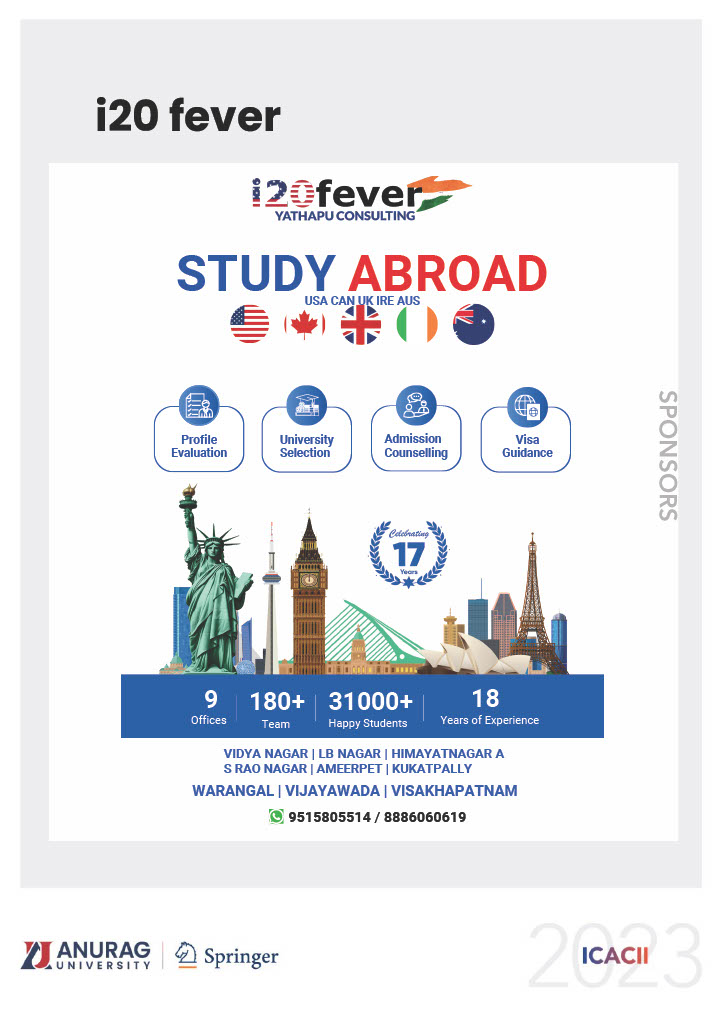 i20 fever
i20fever
YATHAPU CONSULTING
STUDY ABROAD
USA CAN UK IRE AUS
Profile
Evaluation
University
Selection
Admission
Counselling
Visa
Guidance
SPONSORS
Celebrating
17
Years
9
Offices
180+
Team
31000+
Happy Students
18
Years of Experience
VIDYA NAGAR | LB NAGAR | HIMAYATNAGAR A
S RAO NAGAR | AMEERPET | KUKATPALLY
WARANGAL | VIJAYAWADA | VISAKHAPATNAM
9515805514 / 8886060619
ANURAG
UNIVERSITY
Springer
2023
ICACII